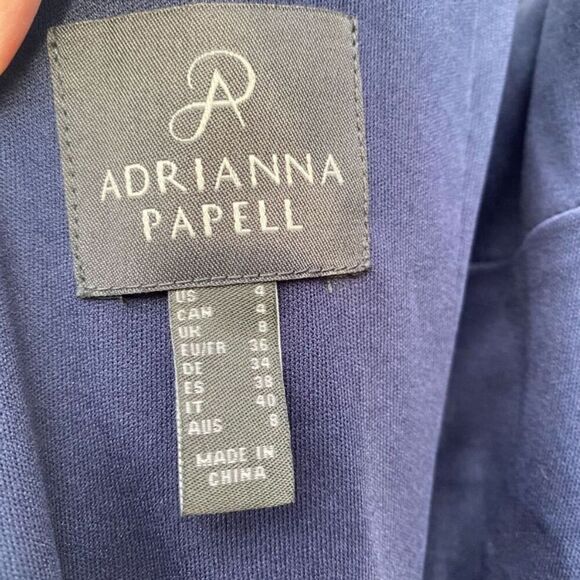 ADRIANNA
PAPELL
US 4
CAN 4
UK 8
EU/FR 36
DE 34
ES 38
IT 40
AUS 8
MADE IN
CHINA